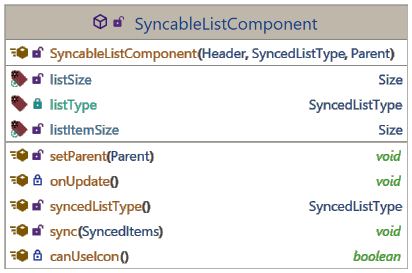 SyncableListComponent
SyncableListComponent(Header, SyncedListType, Parent)
listSize Size
listType SyncedListType
listItemSize Size
setParent(Parent) void
onUpdate() void
syncedListType() SyncedListType
sync(SyncedItems) void
canUseIcon() boolean